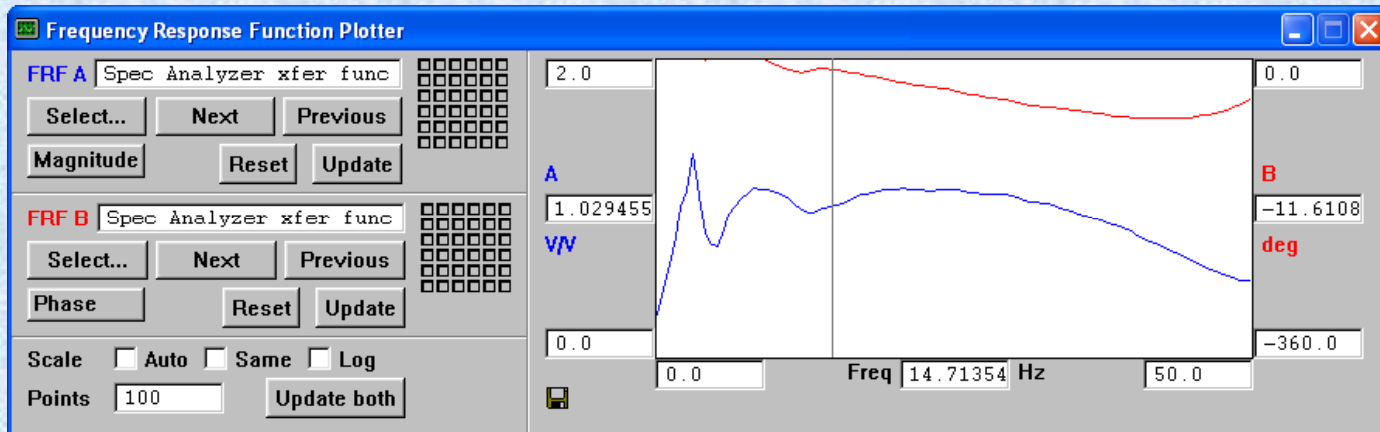 Frequency Response Function Plotter
FRF A Spec Analyzer xfer func
Select... Next Previous
Magnitude Reset Update
FRF B Spec Analyzer xfer func
Select... Next Previous
Phase Reset Update
Scale Auto Same Log
Points 100 Update both
2.0 0.0
A B
1.029455 -11.6108
V/V deg
0.0 -360.0
0.0 Freq 14.71354 Hz 50.0